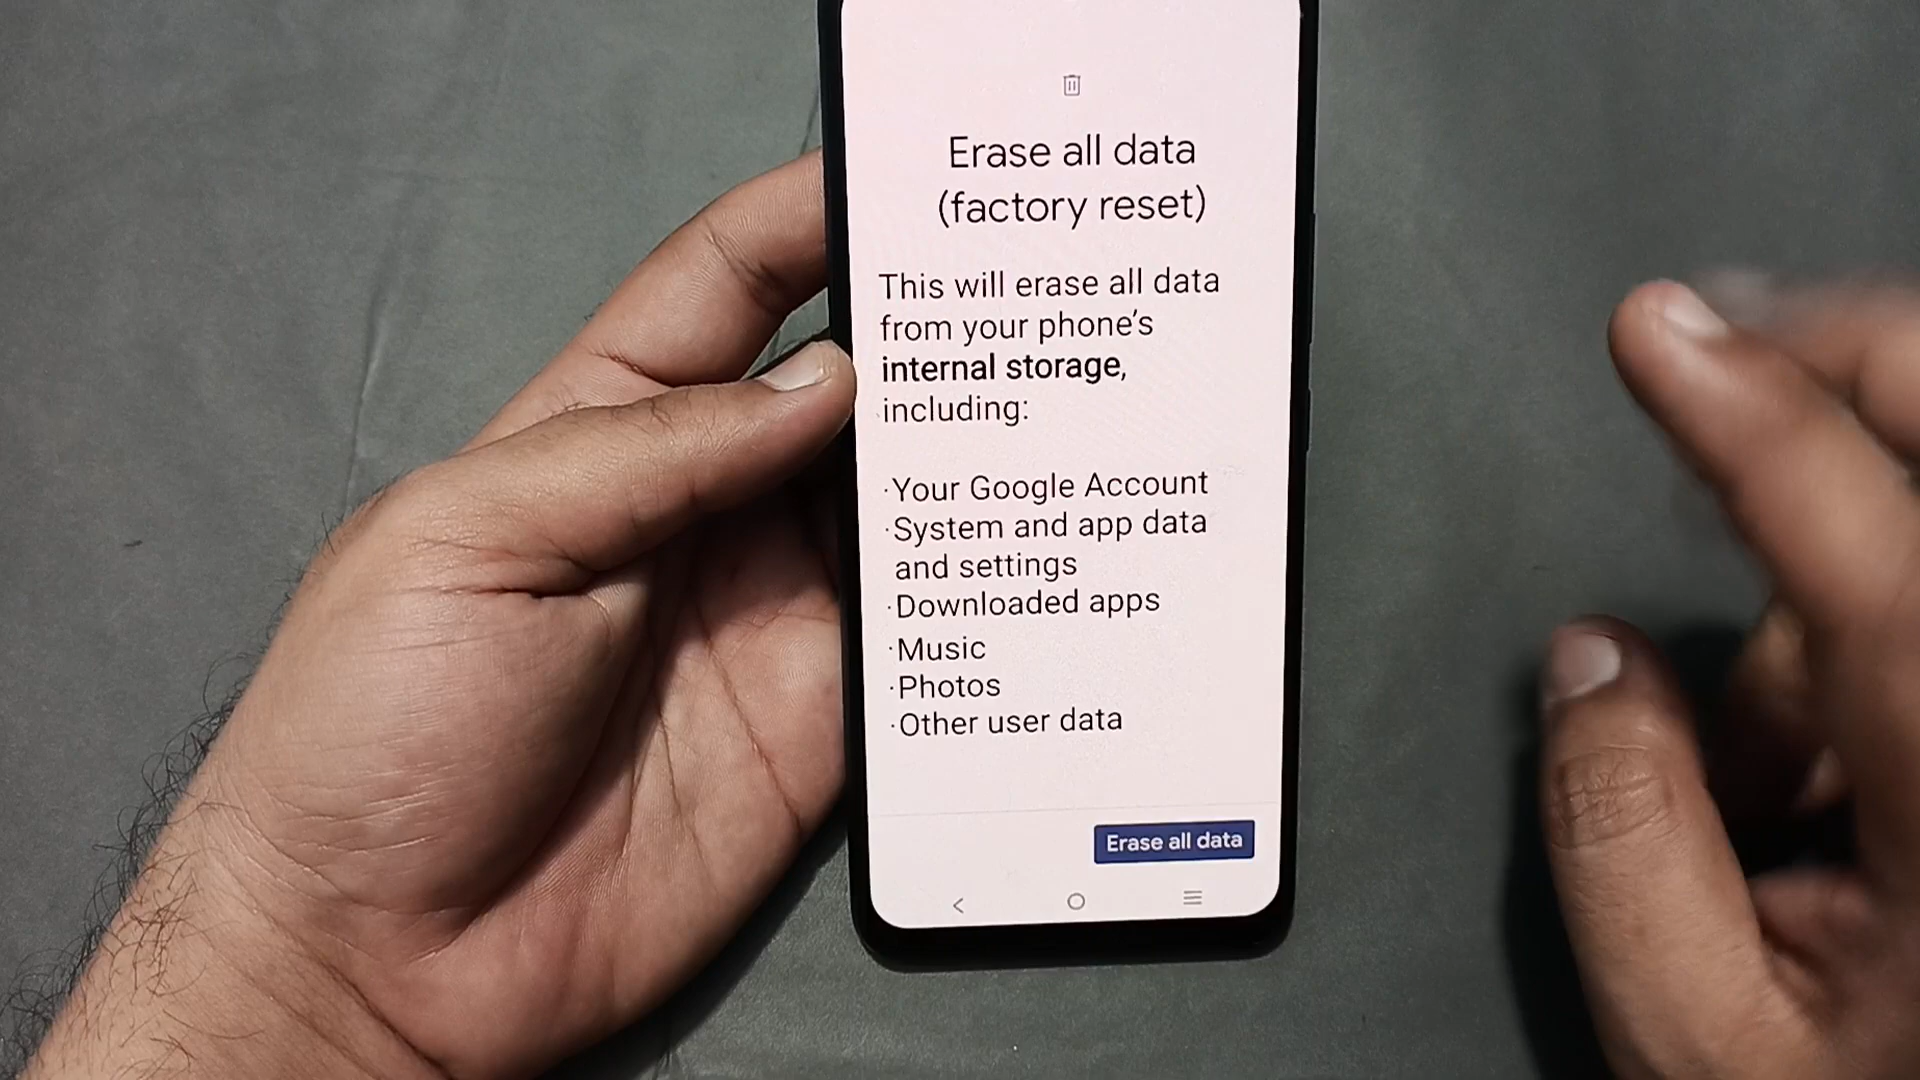 Erase all data
(factory reset)
This will erase all data
from your phone's
internal storage,
including:
·Your Google Account
·System and app data
and settings
·Downloaded apps
·Music
·Photos
·Other user data
Erase all data